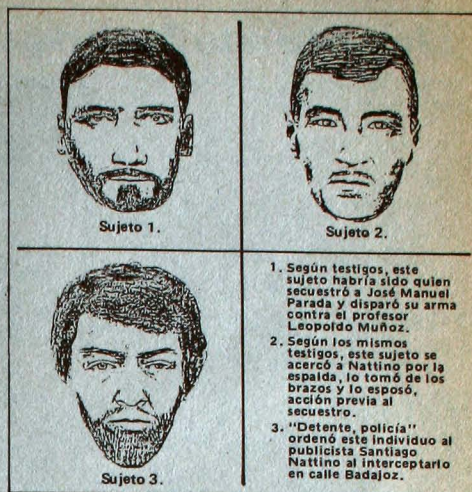 Sujeto 1.
Sujeto 2.
Sujeto 3.
1. Según testigos, este
sujeto habría sido quien
secuestró a José Manuel
Parada y disparó su arma
contra el profesor
Leopoldo Muñoz.
2. Según los mismos
testigos, este sujeto se
acercó a Nattino por la
espalda, lo tomó de los
brazos y lo esposó,
acción previa al
secuestro.
3. "Detente, policía"
ordenó este individuo al
publicista Santiago
Nattino al interceptarlo
en calle Badajoz.